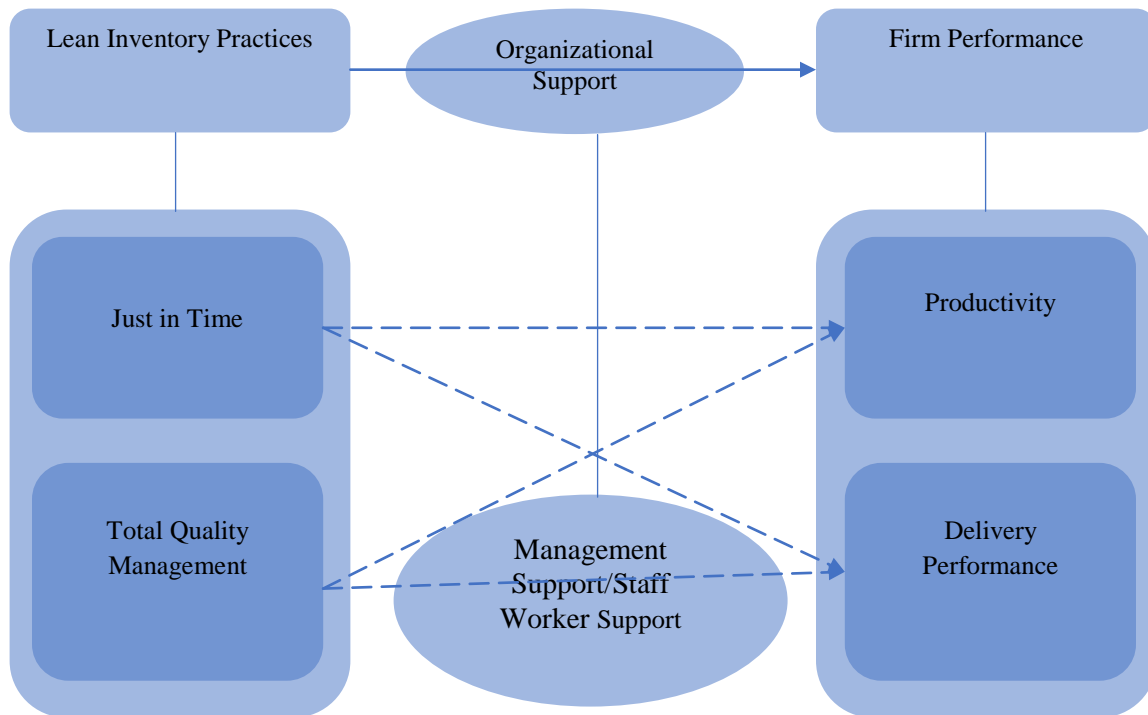 Lean Inventory Practices
Organizational
Support
Firm Performance
Just in Time
Productivity
Total Quality
Management
Management
Support/Staff
Worker Support
Delivery
Performance